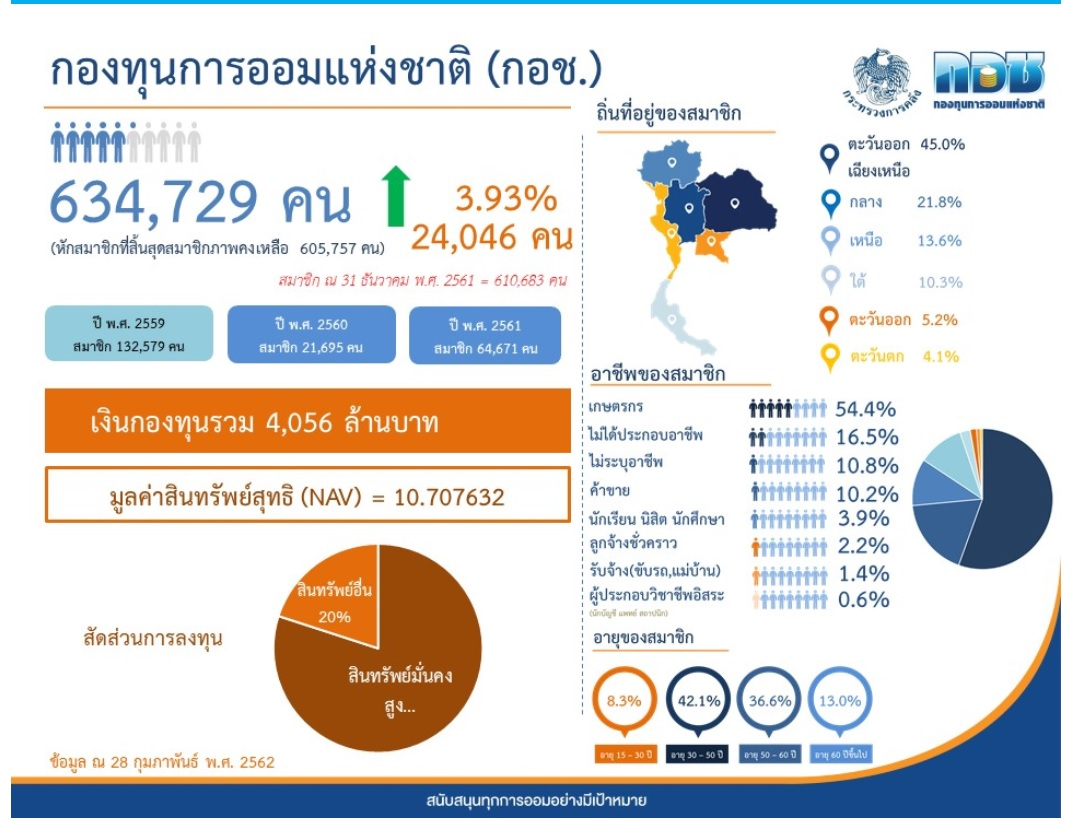 กองทุนการออมแห่งชาติ (กอช.)
กระทรวงการคลัง
กอช
กองทุนการออมแห่งชาติ
634,729 คน
3.93%
24,046 คน
(หักสมาชิกที่สิ้นสุดสมาชิกภาพคงเหลือ 605,757 คน)
สมาชิก ณ 31 ธันวาคม พ.ศ. 2561 = 610,683 คน
ปี พ.ศ. 2559
สมาชิก 132,579 คน
ปี พ.ศ. 2560
สมาชิก 21,695 คน
ปี พ.ศ. 2561
สมาชิก 64,671 คน
เงินกองทุนรวม 4,056 ล้านบาท
มูลค่าสินทรัพย์สุทธิ (NAV) = 10.707632
สัดส่วนการลงทุน
สินทรัพย์อื่น
20%
สินทรัพย์มั่นคง
สูง...
ข้อมูล ณ 28 กุมภาพันธ์ พ.ศ. 2562
ถิ่นที่อยู่ของสมาชิก
ตะวันออก 45.0%
เฉียงเหนือ
กลาง 21.8%
เหนือ 13.6%
ใต้ 10.3%
ตะวันออก 5.2%
ตะวันตก 4.1%
อาชีพของสมาชิก
เกษตรกร 54.4%
ไม่ได้ประกอบอาชีพ 16.5%
ไม่ระบุอาชีพ 10.8%
ค้าขาย 10.2%
นักเรียน นิสิต นักศึกษา 3.9%
ลูกจ้างชั่วคราว 2.2%
รับจ้าง(ขับรถ,แม่บ้าน) 1.4%
ผู้ประกอบวิชาชีพอิสระ 0.6%
(นักบัญชี แพทย์ สถาปนิก)
อายุของสมาชิก
8.3%
42.1%
36.6%
13.0%
อายุ 15 – 30 ปี
อายุ 30 – 50 ปี
อายุ 50 – 60 ปี
อายุ 60 ปีขึ้นไป
สนับสนุนทุกการออมอย่างมีเป้าหมาย